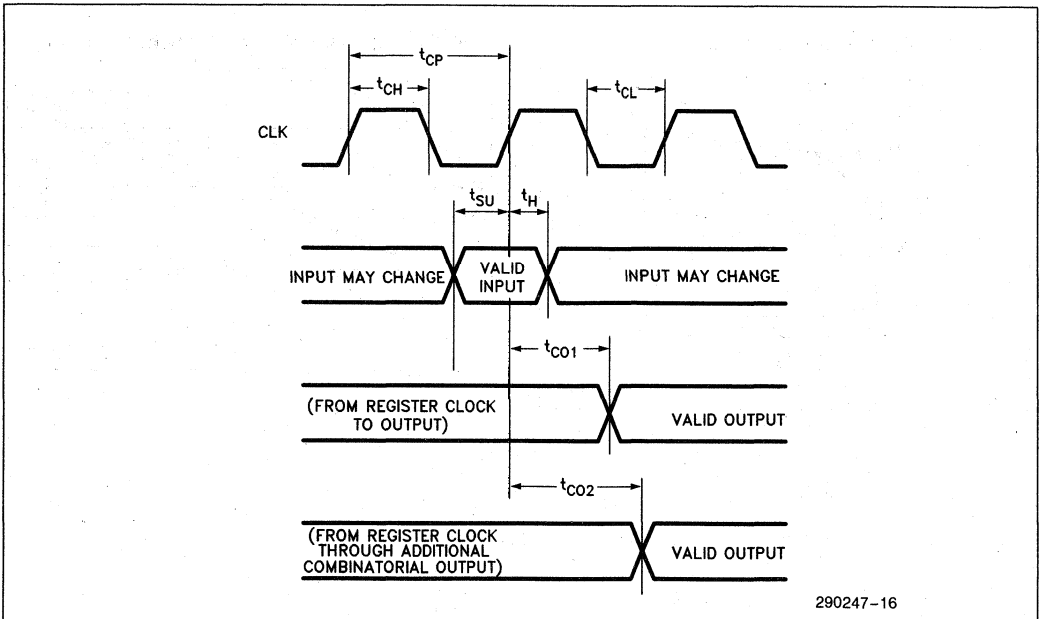 tCP
tCH
tCL
CLK
tSU
tH
INPUT MAY CHANGE
VALID
INPUT
INPUT MAY CHANGE
tCO1
(FROM REGISTER CLOCK
TO OUTPUT)
VALID OUTPUT
tCO2
(FROM REGISTER CLOCK
THROUGH ADDITIONAL
COMBINATORIAL OUTPUT)
VALID OUTPUT
290247-16